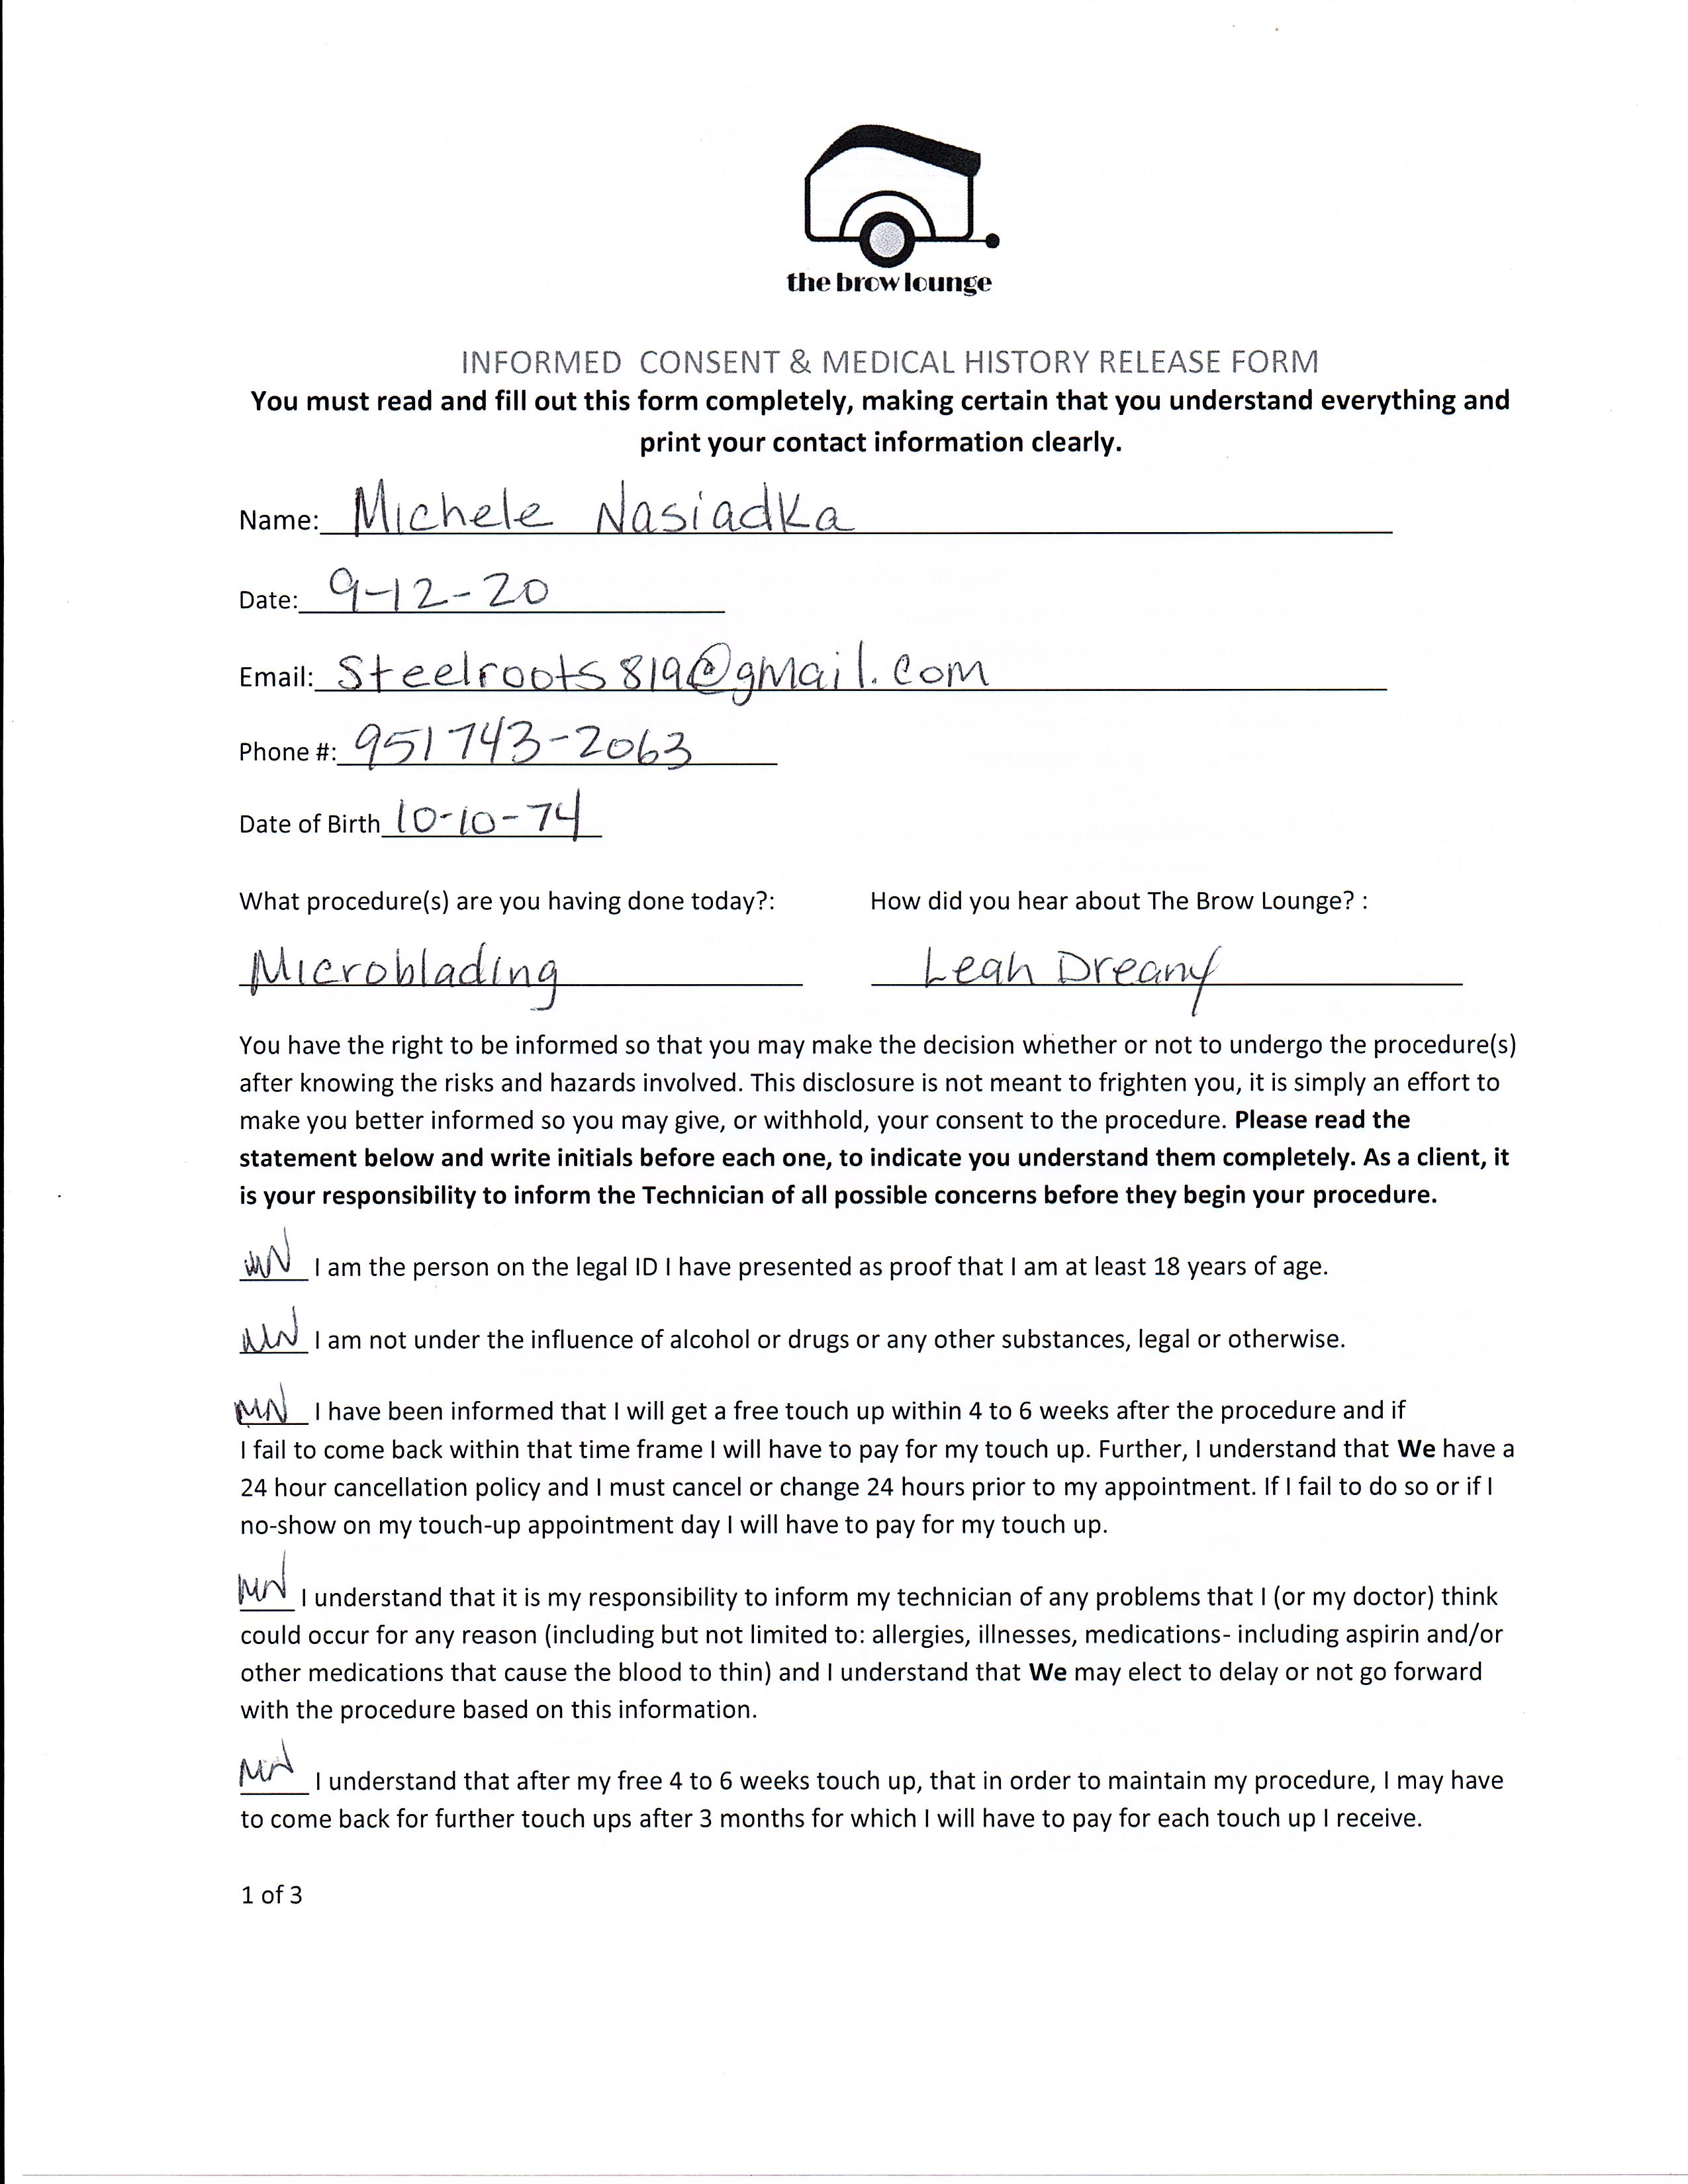 the brow lounge
INFORMED CONSENT & MEDICAL HISTORY RELEASE FORM
You must read and fill out this form completely, making certain that you understand everything and
print your contact information clearly.
Name: Michele Nasiadka
Date: 9-12-20
Email: Steelroots819@gmail.com
Phone #: 951 743-2063
Date of Birth 10-10-74
What procedure(s) are you having done today?: How did you hear about The Brow Lounge? :
Microblading Leah Dreany
You have the right to be informed so that you may make the decision whether or not to undergo the procedure(s)
after knowing the risks and hazards involved. This disclosure is not meant to frighten you, it is simply an effort to
make you better informed so you may give, or withhold, your consent to the procedure. Please read the
statement below and write initials before each one, to indicate you understand them completely. As a client, it
is your responsibility to inform the Technician of all possible concerns before they begin your procedure.
MN I am the person on the legal ID I have presented as proof that I am at least 18 years of age.
MN I am not under the influence of alcohol or drugs or any other substances, legal or otherwise.
MN I have been informed that I will get a free touch up within 4 to 6 weeks after the procedure and if
I fail to come back within that time frame I will have to pay for my touch up. Further, I understand that We have a
24 hour cancellation policy and I must cancel or change 24 hours prior to my appointment. If I fail to do so or if I
no-show on my touch-up appointment day I will have to pay for my touch up.
MN I understand that it is my responsibility to inform my technician of any problems that I (or my doctor) think
could occur for any reason (including but not limited to: allergies, illnesses, medications- including aspirin and/or
other medications that cause the blood to thin) and I understand that We may elect to delay or not go forward
with the procedure based on this information.
MN I understand that after my free 4 to 6 weeks touch up, that in order to maintain my procedure, I may have
to come back for further touch ups after 3 months for which I will have to pay for each touch up I receive.
1 of 3